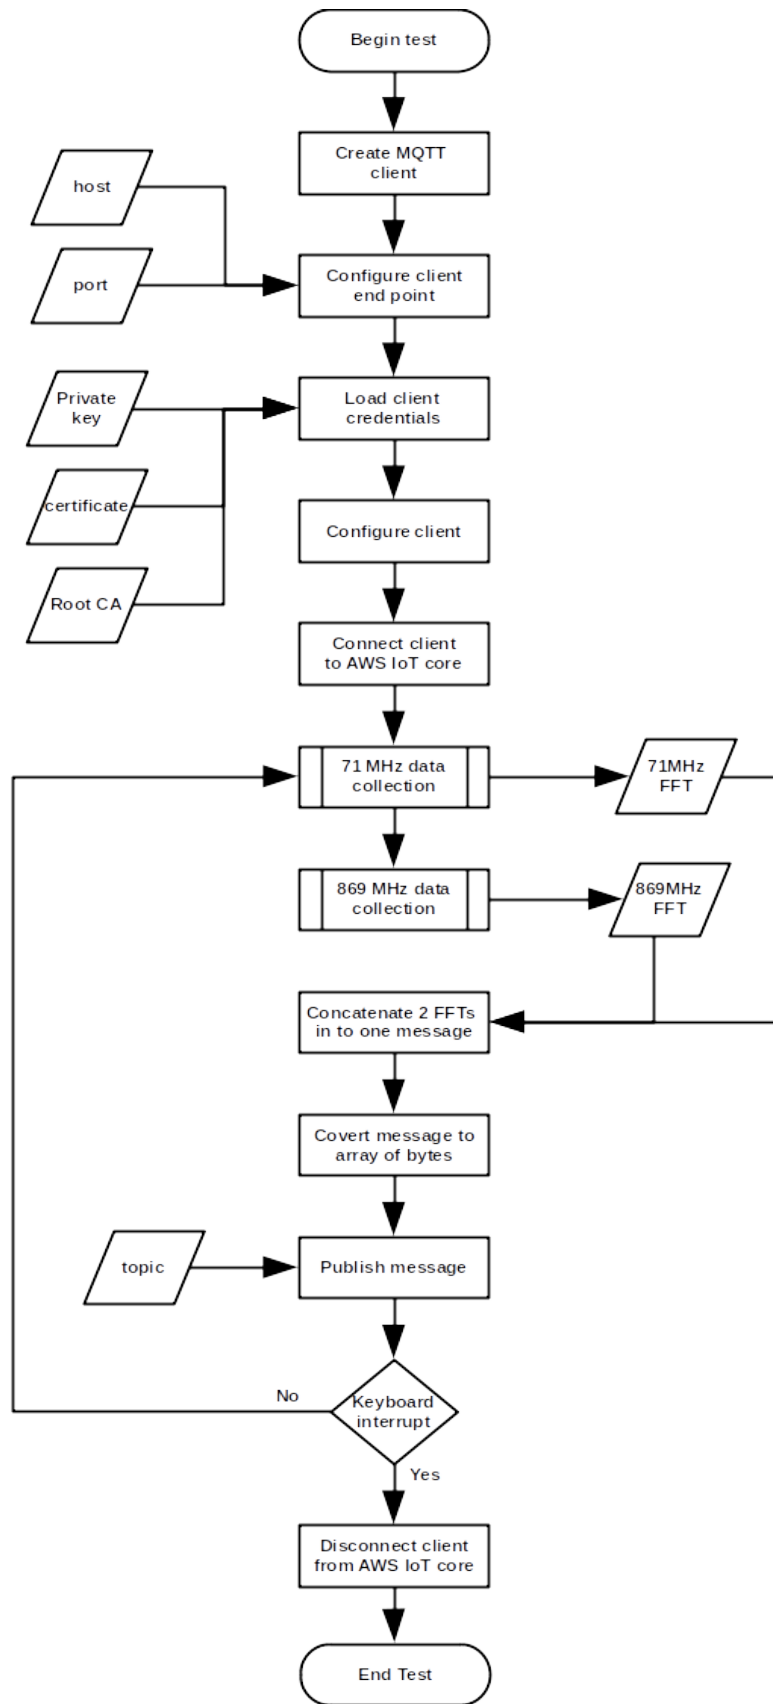 Begin test
Create MQTT
client
host
Configure client
end point
port
Private
key
Load client
credentials
certificate
Configure client
Root CA
Connect client
to AWS IoT core
71 MHz data
collection
71MHz
FFT
869 MHz data
collection
869MHz
FFT
Concatenate 2 FFTs
in to one message
Covert message to
array of bytes
topic
Publish message
Keyboard
interrupt
No
Yes
Disconnect client
from AWS IoT core
End Test